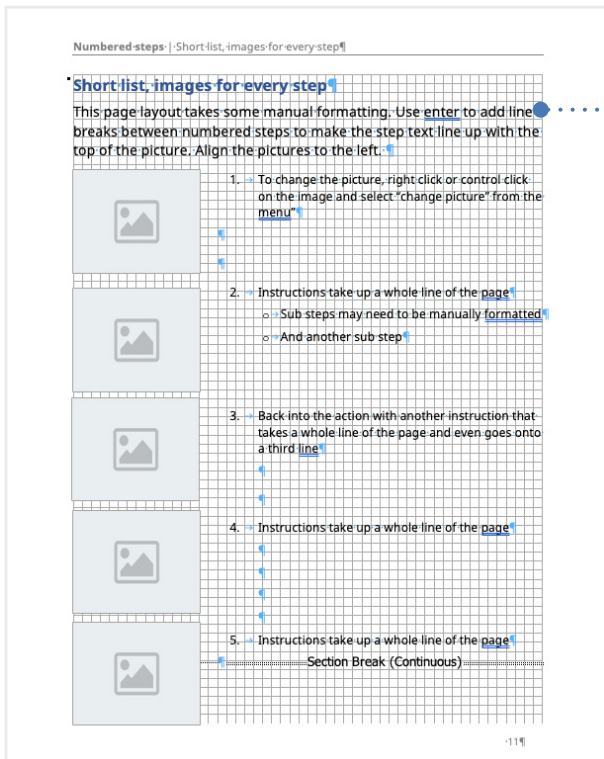 Numbered steps | Short list, images for every step
Short list, images for every step
This page layout takes some manual formatting. Use enter to add line
breaks between numbered steps to make the step text line up with the
top of the picture. Align the pictures to the left.
1. To change the picture, right click or control click
on the image and select “change picture” from the
menu”
2. Instructions take up a whole line of the page
o Sub steps may need to be manually formatted
o And another sub step
3. Back into the action with another instruction that
takes a whole line of the page and even goes onto
a third line
4. Instructions take up a whole line of the page
5. Instructions take up a whole line of the page
Section Break (Continuous)
11